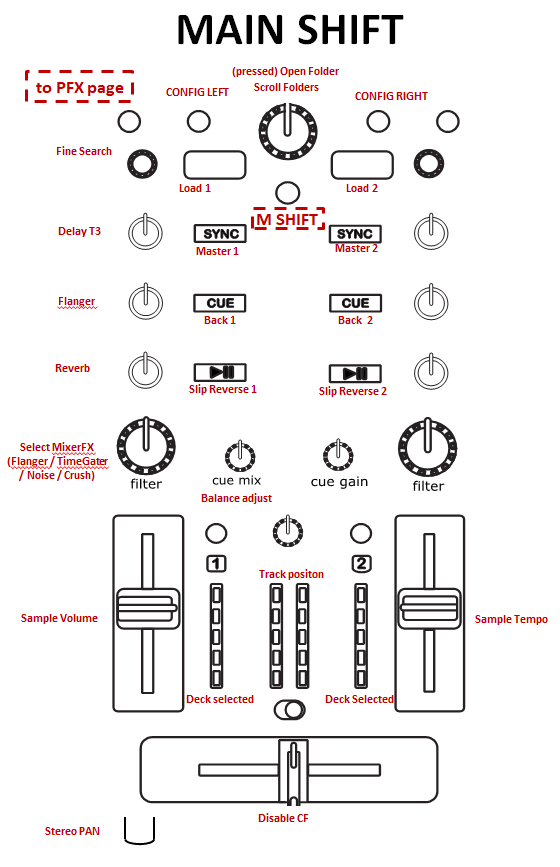 MAIN SHIFT
(pressed) Open Folder
to PFX page
CONFIG LEFT
Scroll Folders
CONFIG RIGHT
Fine Search
Load 1
Load 2
M SHIFT
Delay T3
SYNC
SYNC
Master 1
Master 2
Flanger
CUE
CUE
Back 1
Back 2
Reverb
Slip Reverse 1
Slip Reverse 2
Select MixerFX
(Flanger / TimeGater
/ Noise / Crush)
filter
cue mix
cue gain
filter
Balance adjust
1
2
Track positon
Sample Volume
Sample Tempo
Deck selected
Deck Selected
Disable CF
Stereo PAN